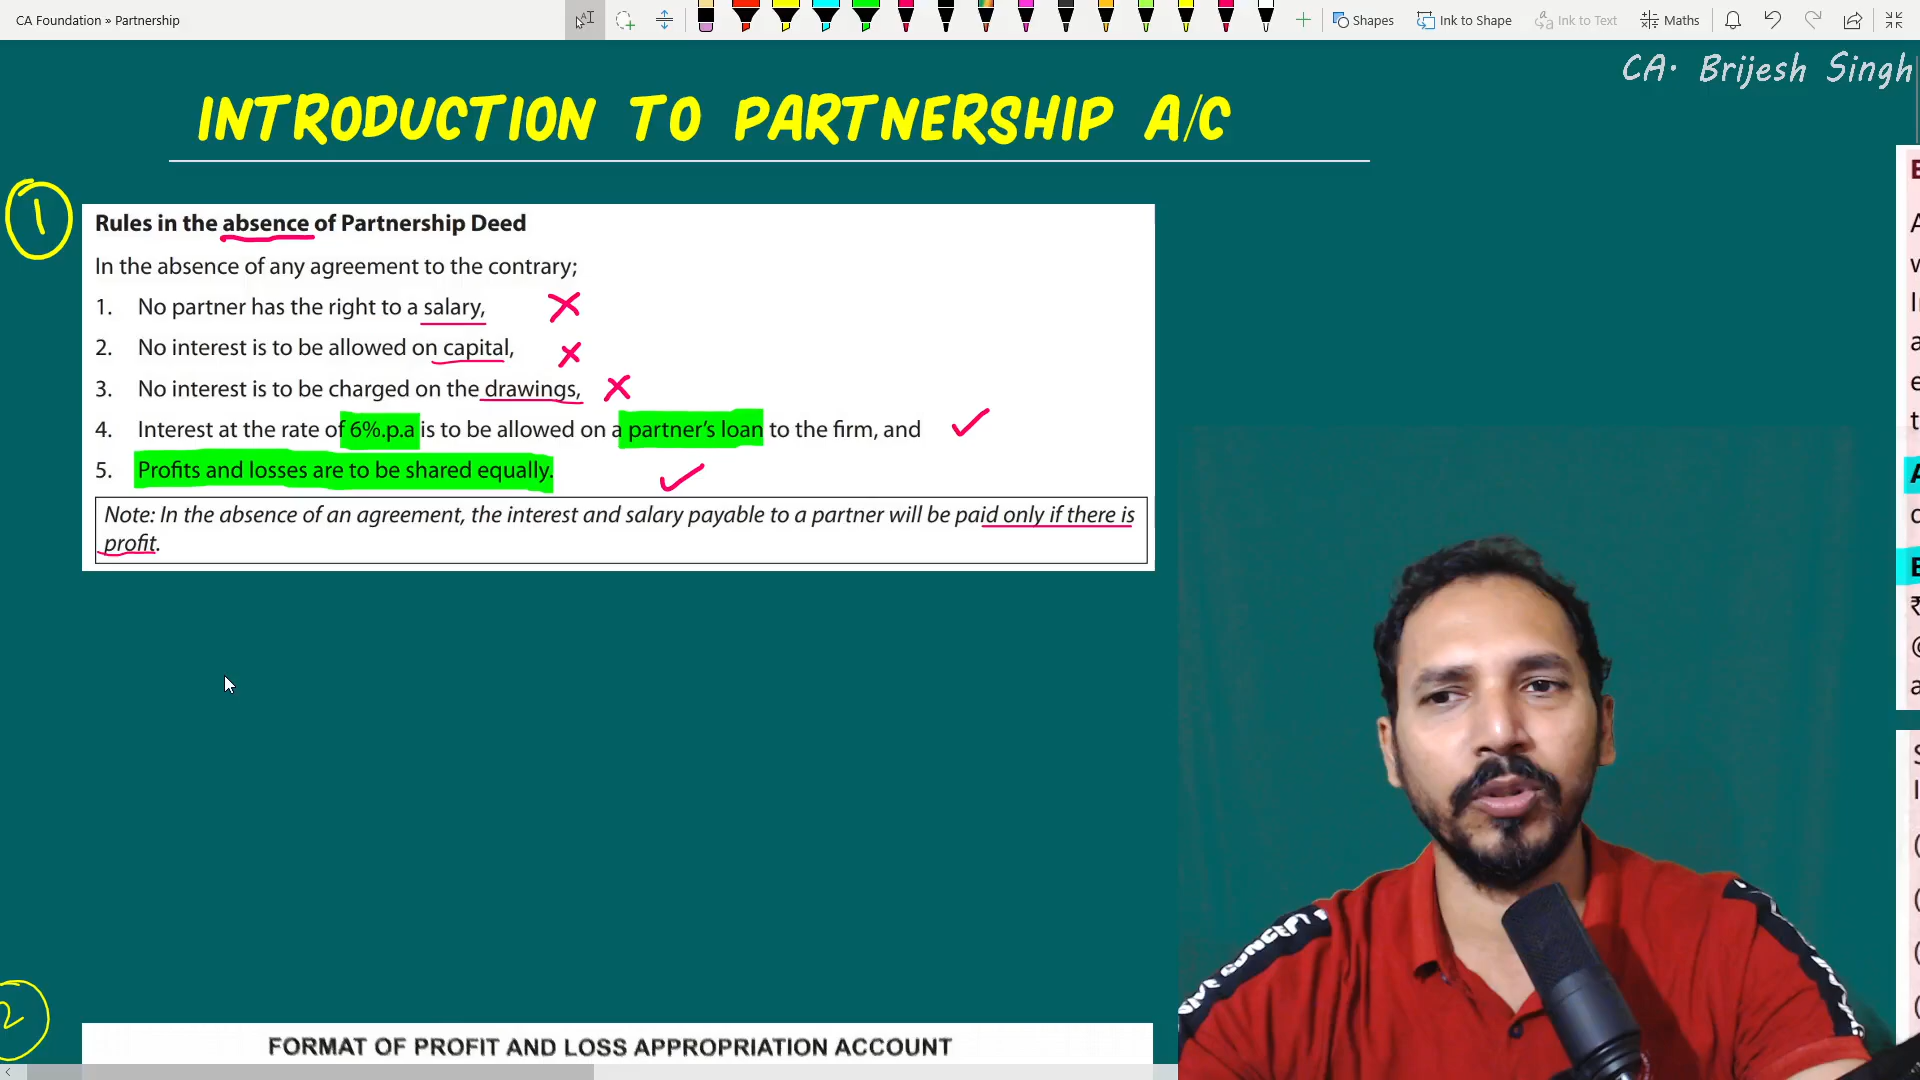 CA Foundation » Partnership
Shapes
Ink to Shape
Ink to Text
Maths
CA. Brijesh Singh
INTRODUCTION TO PARTNERSHIP A/C
1
Rules in the absence of Partnership Deed
In the absence of any agreement to the contrary;
1. No partner has the right to a salary,
2. No interest is to be allowed on capital,
3. No interest is to be charged on the drawings,
4. Interest at the rate of 6%.p.a is to be allowed on a partner's loan to the firm, and
5. Profits and losses are to be shared equally.
Note: In the absence of an agreement, the interest and salary payable to a partner will be paid only if there is
profit.
2
FORMAT OF PROFIT AND LOSS APPROPRIATION ACCOUNT